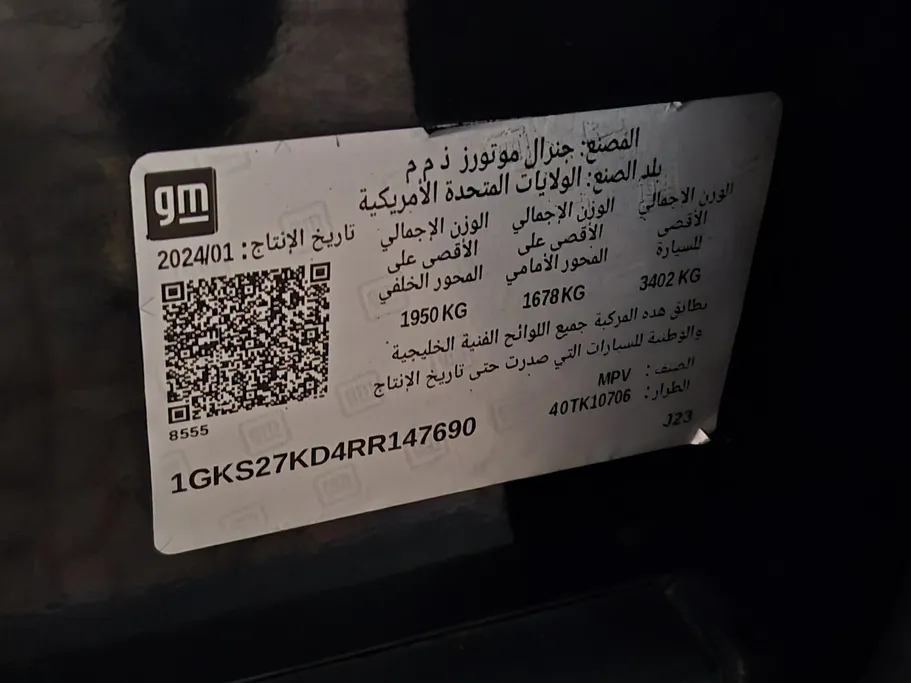 gm
المصنع: جنرال موتورز ذ م م
بلد الصنع: الولايات المتحدة الأمريكية
تاريخ الإنتاج: 2024/01
الوزن الإجمالي الأقصى للسيارة
3402 KG
الوزن الإجمالي الأقصى على المحور الأمامي
1678 KG
الوزن الإجمالي الأقصى على المحور الخلفي
1950 KG
تطابق هذه المركبة جميع اللوائح الفنية الخليجية
والوطنية للسيارات التي صدرت حتى تاريخ الإنتاج
الصنف: MPV
الطراز: 4OTK10706
J23
8555
1GKS27KD4RR147690